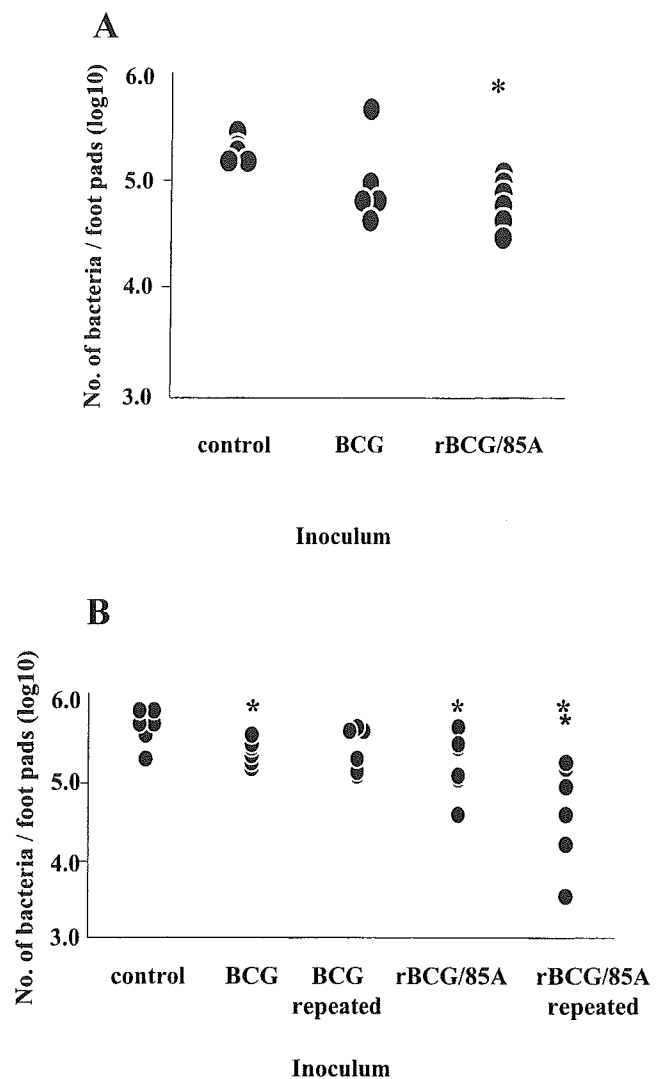 A
No. of bacteria / foot pads (log10)
6.0
5.0
4.0
3.0
*
control BCG rBCG/85A
Inoculum
B
No. of bacteria / foot pads (log10)
6.0
5.0
4.0
3.0
* * *
*
control BCG BCG rBCG/85A rBCG/85A
repeated repeated
Inoculum